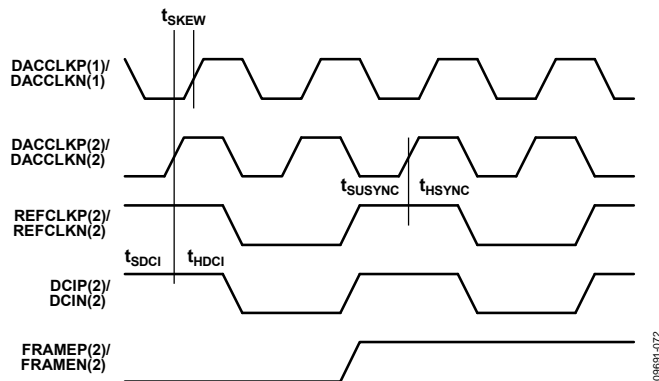 tSKEW
DACCLKP(1)/
DACCLKN(1)
DACCLKP(2)/
DACCLKN(2)
tSUSYNC tHSYNC
REFCLKP(2)/
REFCLKN(2)
tSDCI tHDCI
DCIP(2)/
DCIN(2)
FRAMEP(2)/
FRAMEN(2)
09691-072